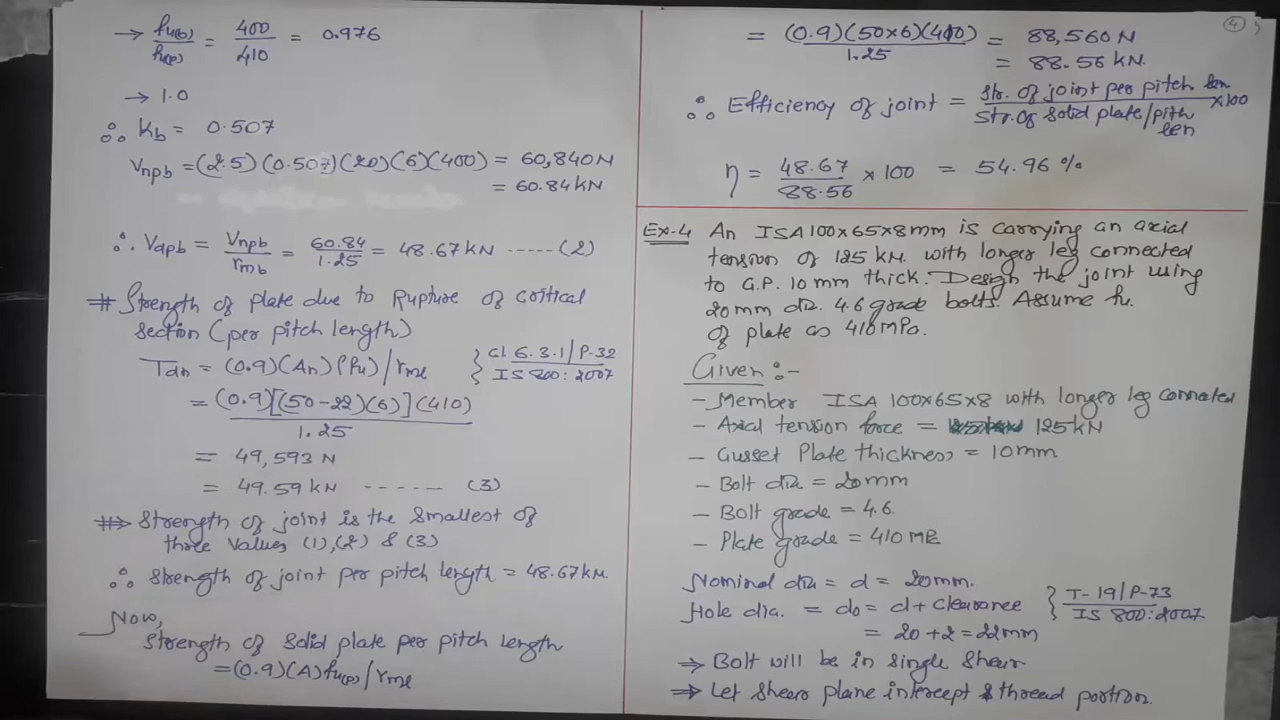 → fu(b)/fu(p) = 400/410 = 0.976
→ 1.0
∴ Kb = 0.507
Vnpb = (2.5)(0.507)(20)(6)(400) = 60,840 N
= 60.84 kN
∴ Vdpb = Vnpb/rmb = 60.84/1.25 = 48.67 kN ----- (2)
# Strength of plate due to Rupture of critical
section (per pitch length)
Tdn = (0.9)(An)(fu)/rml } cl 6.3.1/P-32
IS 800:2007
= (0.9)[(50-22)(6)](410)/1.25
= 49,593 N
= 49.59 kN ------ (3)
⇒ Strength of joint is the smallest of
three values (1),(2) & (3)
∴ Strength of joint per pitch length = 48.67 kN.
Now,
Strength of solid plate per pitch length
= (0.9)(A)fu(p)/rml
4
= (0.9)(50×6)(410)/1.25 = 88,560 N
= 88.56 kN.
∴ Efficiency of joint = Str. of joint per pitch len/Str. of solid plate/pith len ×100
η = 48.67/88.56 × 100 = 54.96 %
Ex-4 An ISA 100×65×8mm is carrying an axial
tension of 125 kN. with longer leg connected
to G.P. 10 mm thick. Design the joint using
20mm dia. 4.6 grade bolts. Assume fu.
of plate as 410 MPa.
Given :-
- Member ISA 100×65×8 with longer leg connated
- Axial tension force = 125 kN
- Gusset Plate thickness = 10mm
- Bolt dia = 20mm
- Bolt grade = 4.6.
- Plate grade = 410 MPa
Nominal dia = d = 20mm.
Hole dia. = do = d + clearance } T-19/P-73
IS 800:2007
= 20+2 = 22mm
⇒ Bolt will be in single shear
⇒ Let shear plane intercept thread portion.